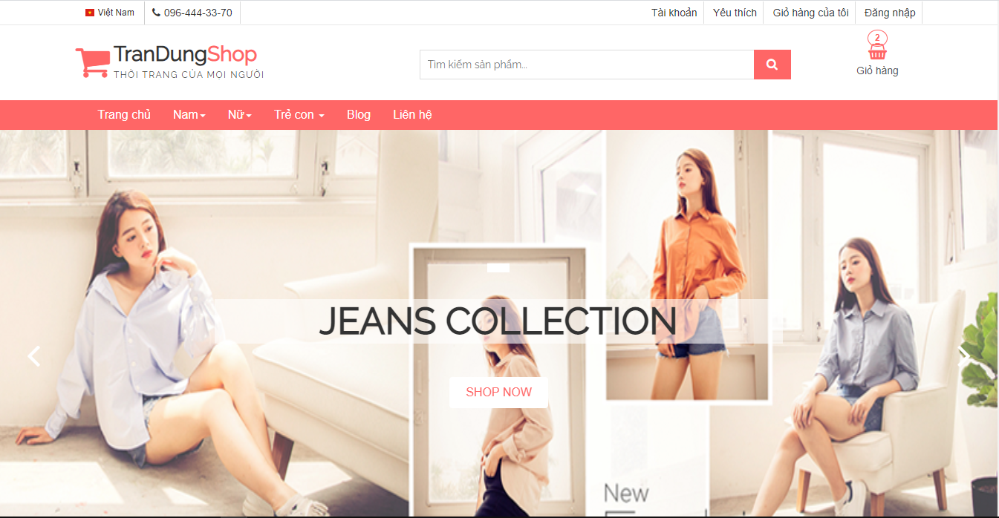 Việt Nam 096-444-33-70 Tài khoản Yêu thích Giỏ hàng của tôi Đăng nhập
TranDungShop
THỜI TRANG CỦA MỌI NGƯỜI
Tìm kiếm sản phẩm...
2
Giỏ hàng
Trang chủ Nam Nữ Trẻ con Blog Liên hệ
JEANS COLLECTION
SHOP NOW
New